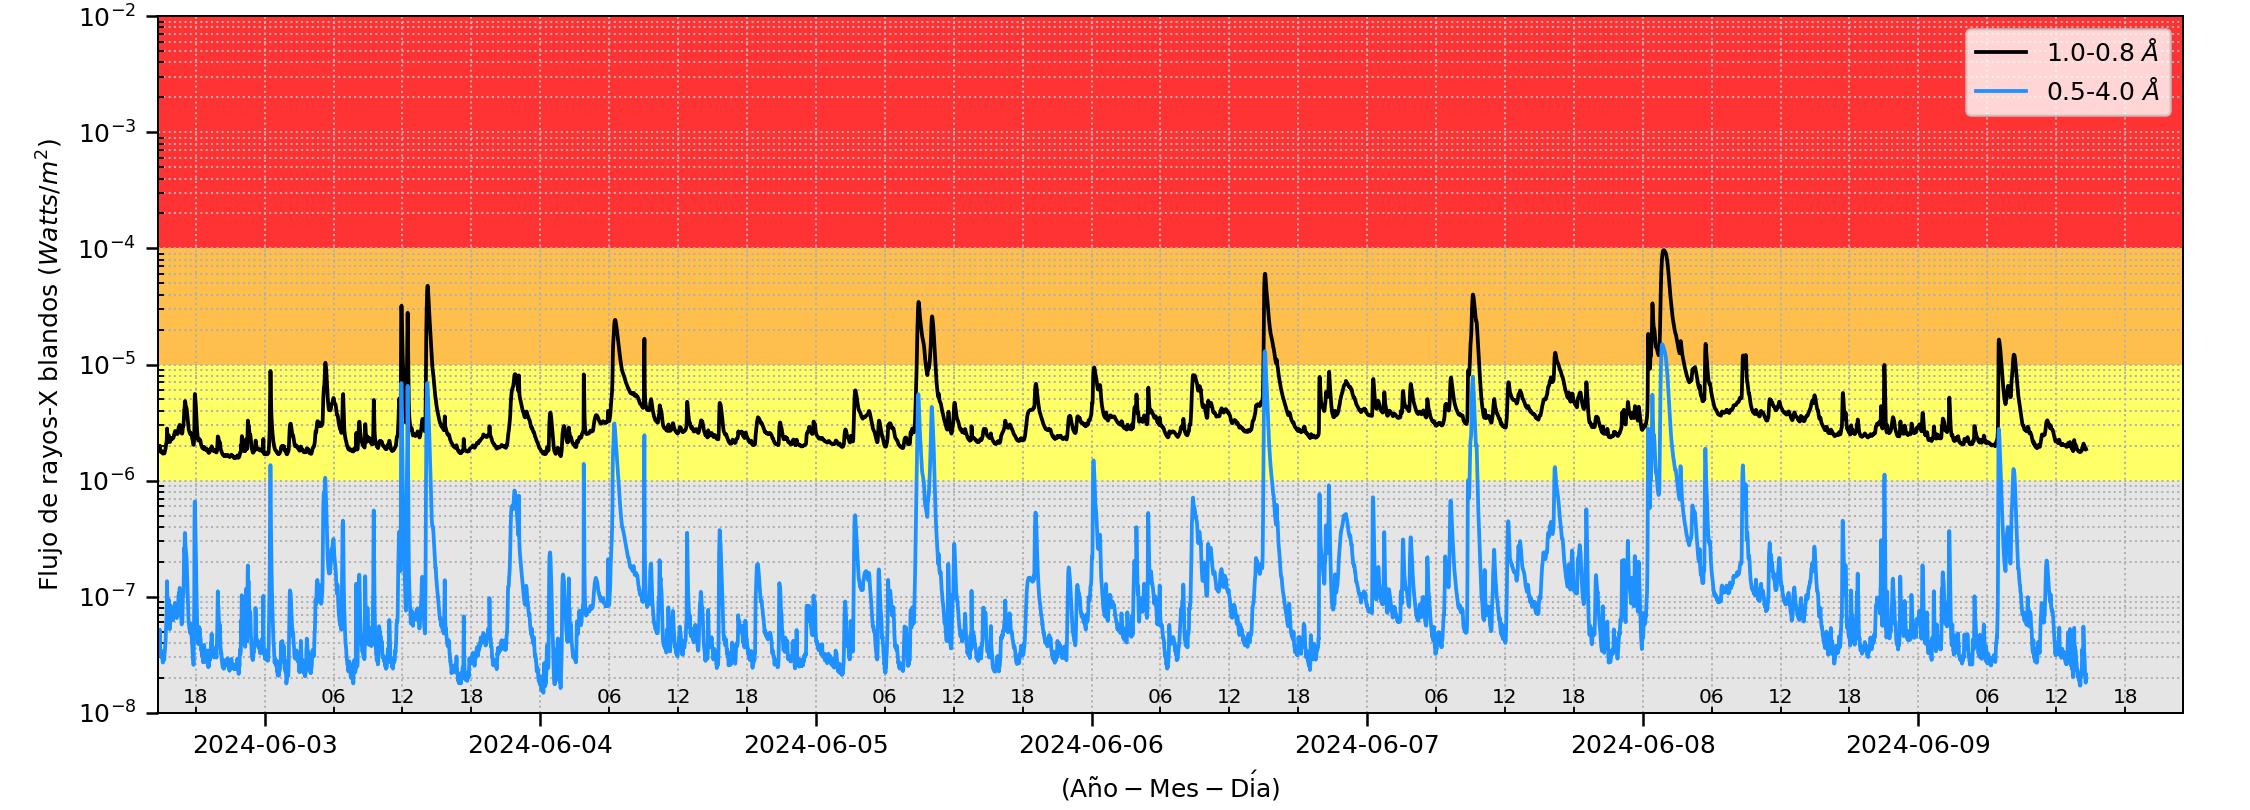 10⁻²
10⁻³
10⁻⁴
10⁻⁵
10⁻⁶
10⁻⁷
10⁻⁸
Flujo de rayos-X blandos (Watts/m²)
1.0-0.8 Å
0.5-4.0 Å
18 06 12 18 06 12 18 06 12 18 06 12 18 06 12 18 06 12 18 06 12 18
2024-06-03 2024-06-04 2024-06-05 2024-06-06 2024-06-07 2024-06-08 2024-06-09
(Año − Mes − Día)